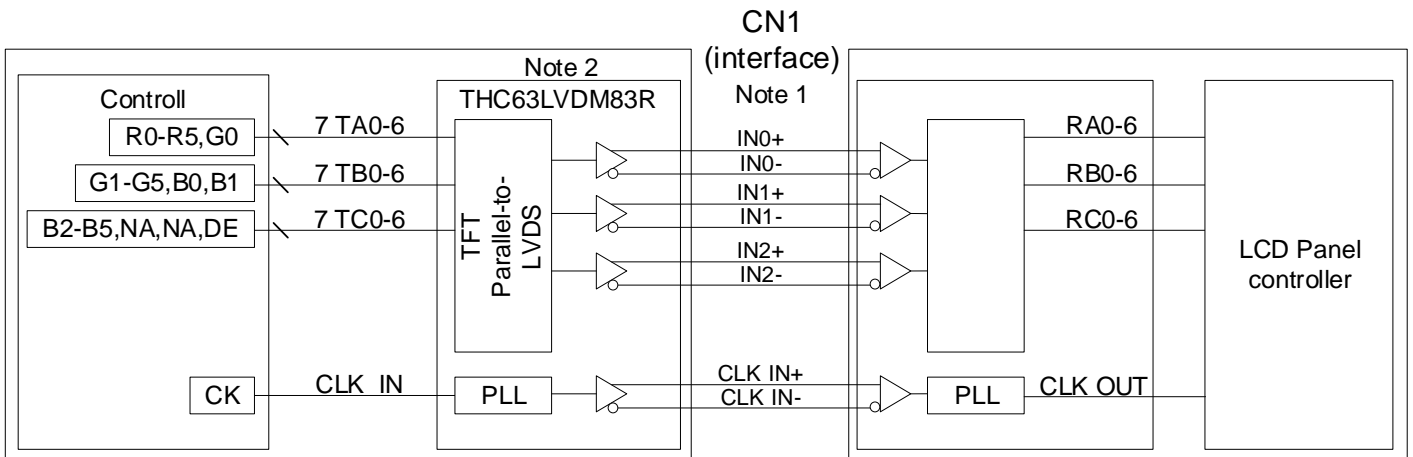 CN1
(interface)
Note 1
Note 2
THC63LVDM83R
Controll
R0-R5,G0
7 TA0-6
G1-G5,B0,B1
7 TB0-6
B2-B5,NA,NA,DE
7 TC0-6
CK
CLK IN
TFT
Parallel-to-
LVDS
PLL
IN0+
IN0-
IN1+
IN1-
IN2+
IN2-
CLK IN+
CLK IN-
PLL
RA0-6
RB0-6
RC0-6
CLK OUT
LCD Panel
controller